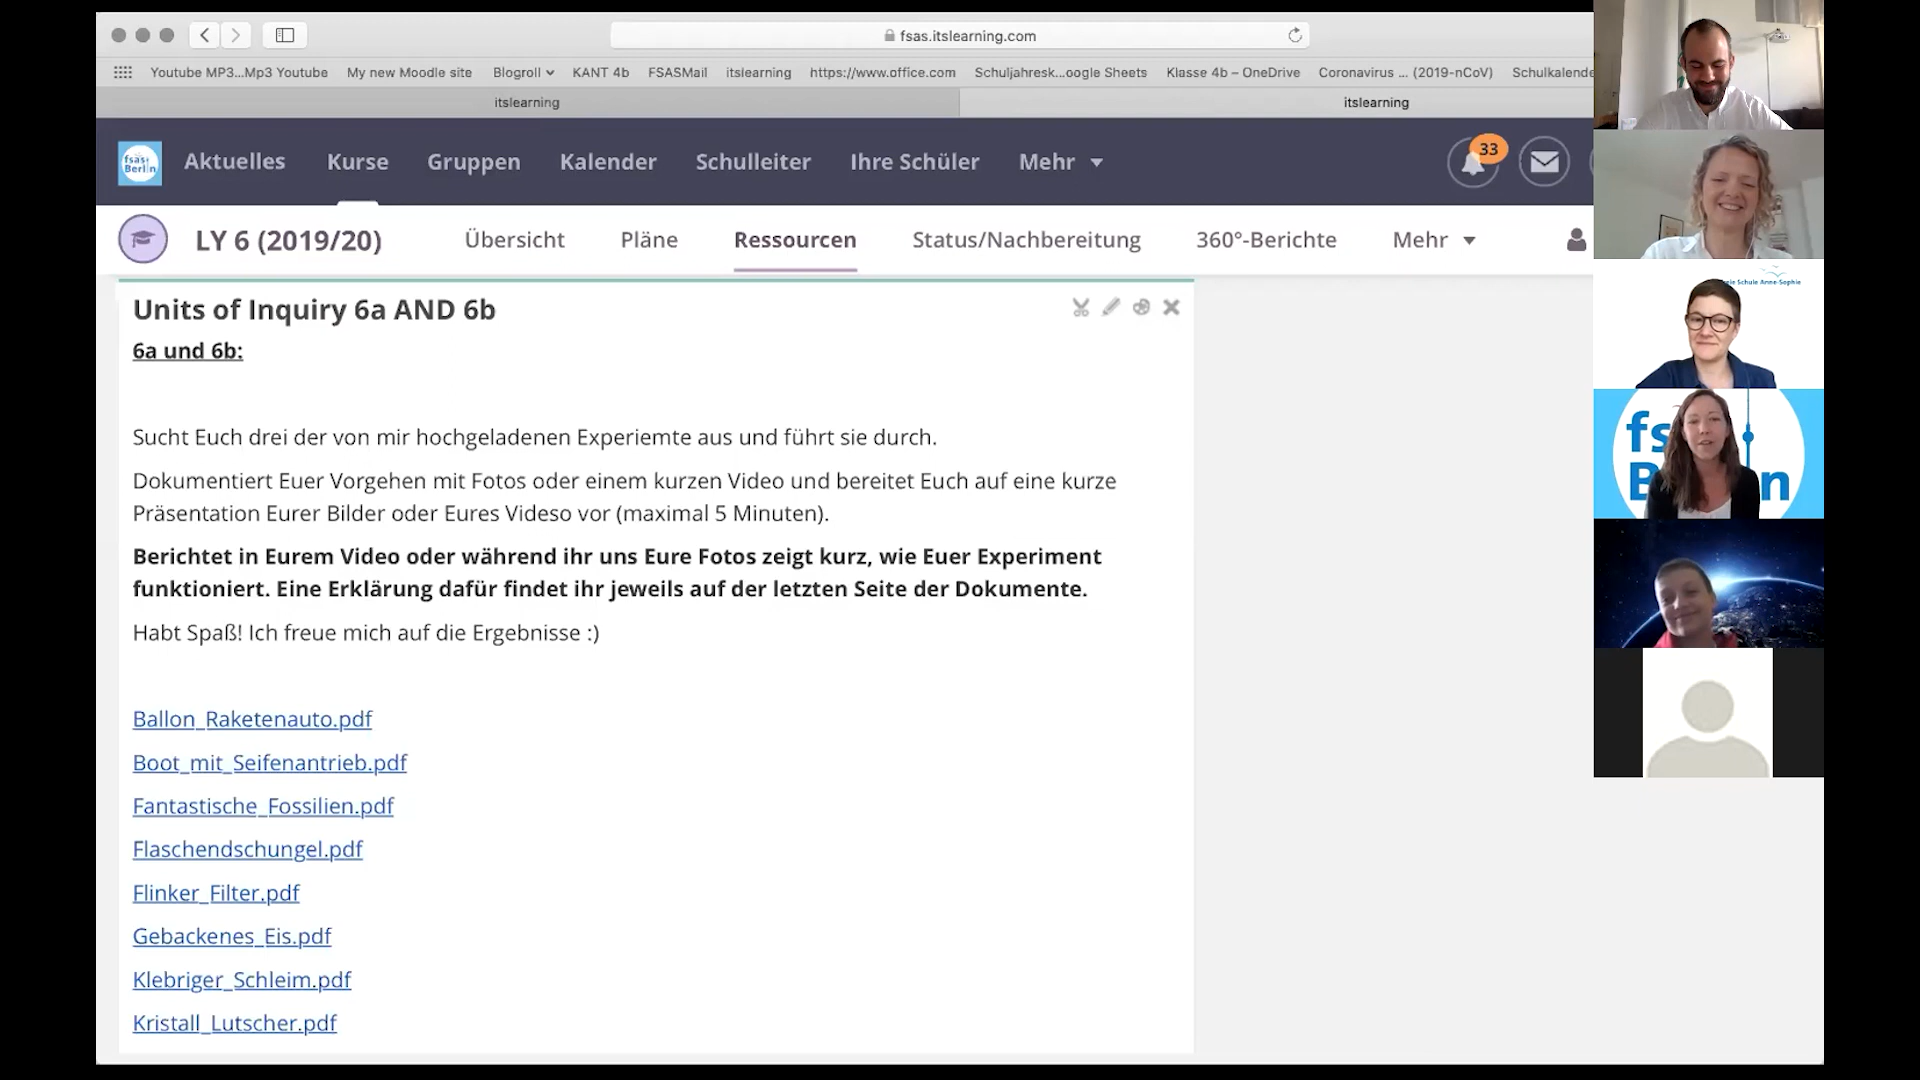 fsas.itslearning.com
Youtube MP3...Mp3 Youtube My new Moodle site Blogroll KANT 4b FSASMail itslearning https://www.office.com Schuljahresk...oogle Sheets Klasse 4b – OneDrive Coronavirus ... (2019-nCoV) Schulkalende
itslearning itslearning
fsas Berlin
Aktuelles Kurse Gruppen Kalender Schulleiter Ihre Schüler Mehr 33
LY 6 (2019/20) Übersicht Pläne Ressourcen Status/Nachbereitung 360°-Berichte Mehr
Units of Inquiry 6a AND 6b
6a und 6b:
Sucht Euch drei der von mir hochgeladenen Experiemte aus und führt sie durch.
Dokumentiert Euer Vorgehen mit Fotos oder einem kurzen Video und bereitet Euch auf eine kurze
Präsentation Eurer Bilder oder Eures Videso vor (maximal 5 Minuten).
Berichtet in Eurem Video oder während ihr uns Eure Fotos zeigt kurz, wie Euer Experiment
funktioniert. Eine Erklärung dafür findet ihr jeweils auf der letzten Seite der Dokumente.
Habt Spaß! Ich freue mich auf die Ergebnisse :)
Ballon_Raketenauto.pdf
Boot_mit_Seifenantrieb.pdf
Fantastische_Fossilien.pdf
Flaschendschungel.pdf
Flinker_Filter.pdf
Gebackenes_Eis.pdf
Klebriger_Schleim.pdf
Kristall_Lutscher.pdf
Schule Anne-Sophie